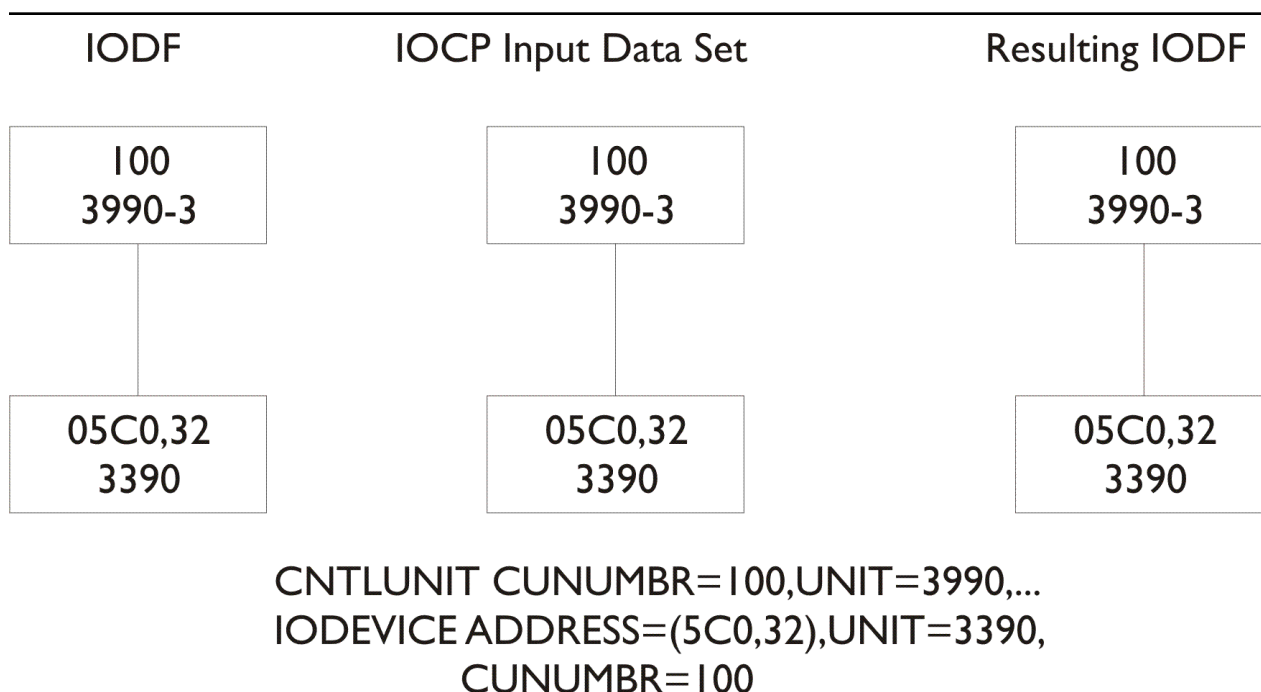 IODF IOCP Input Data Set Resulting IODF
100 100 100
3990-3 3990-3 3990-3
05C0,32 05C0,32 05C0,32
3390 3390 3390
CNTLUNIT CUNUMBR=100,UNIT=3990,...
IODEVICE ADDRESS=(5C0,32),UNIT=3390,
CUNUMBR=100